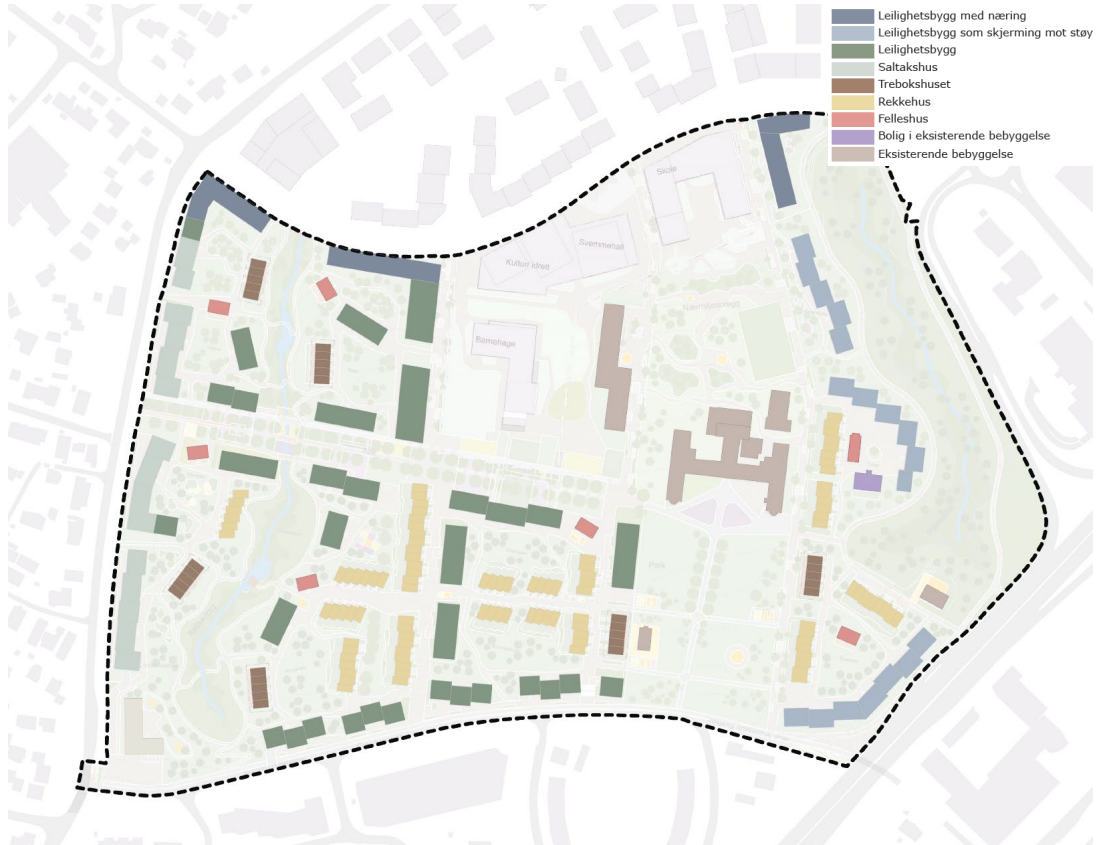 Leilighetsbygg med næring
Leilighetsbygg som skjerming mot støy
Leilighetsbygg
Saltakshus
Trebokshuset
Rekkehus
Felleshus
Bolig i eksisterende bebyggelse
Eksisterende bebyggelse
Skole
Svømmehall
Kultur/ idrett
Nærmiljøanlegg
Barnehage
Park